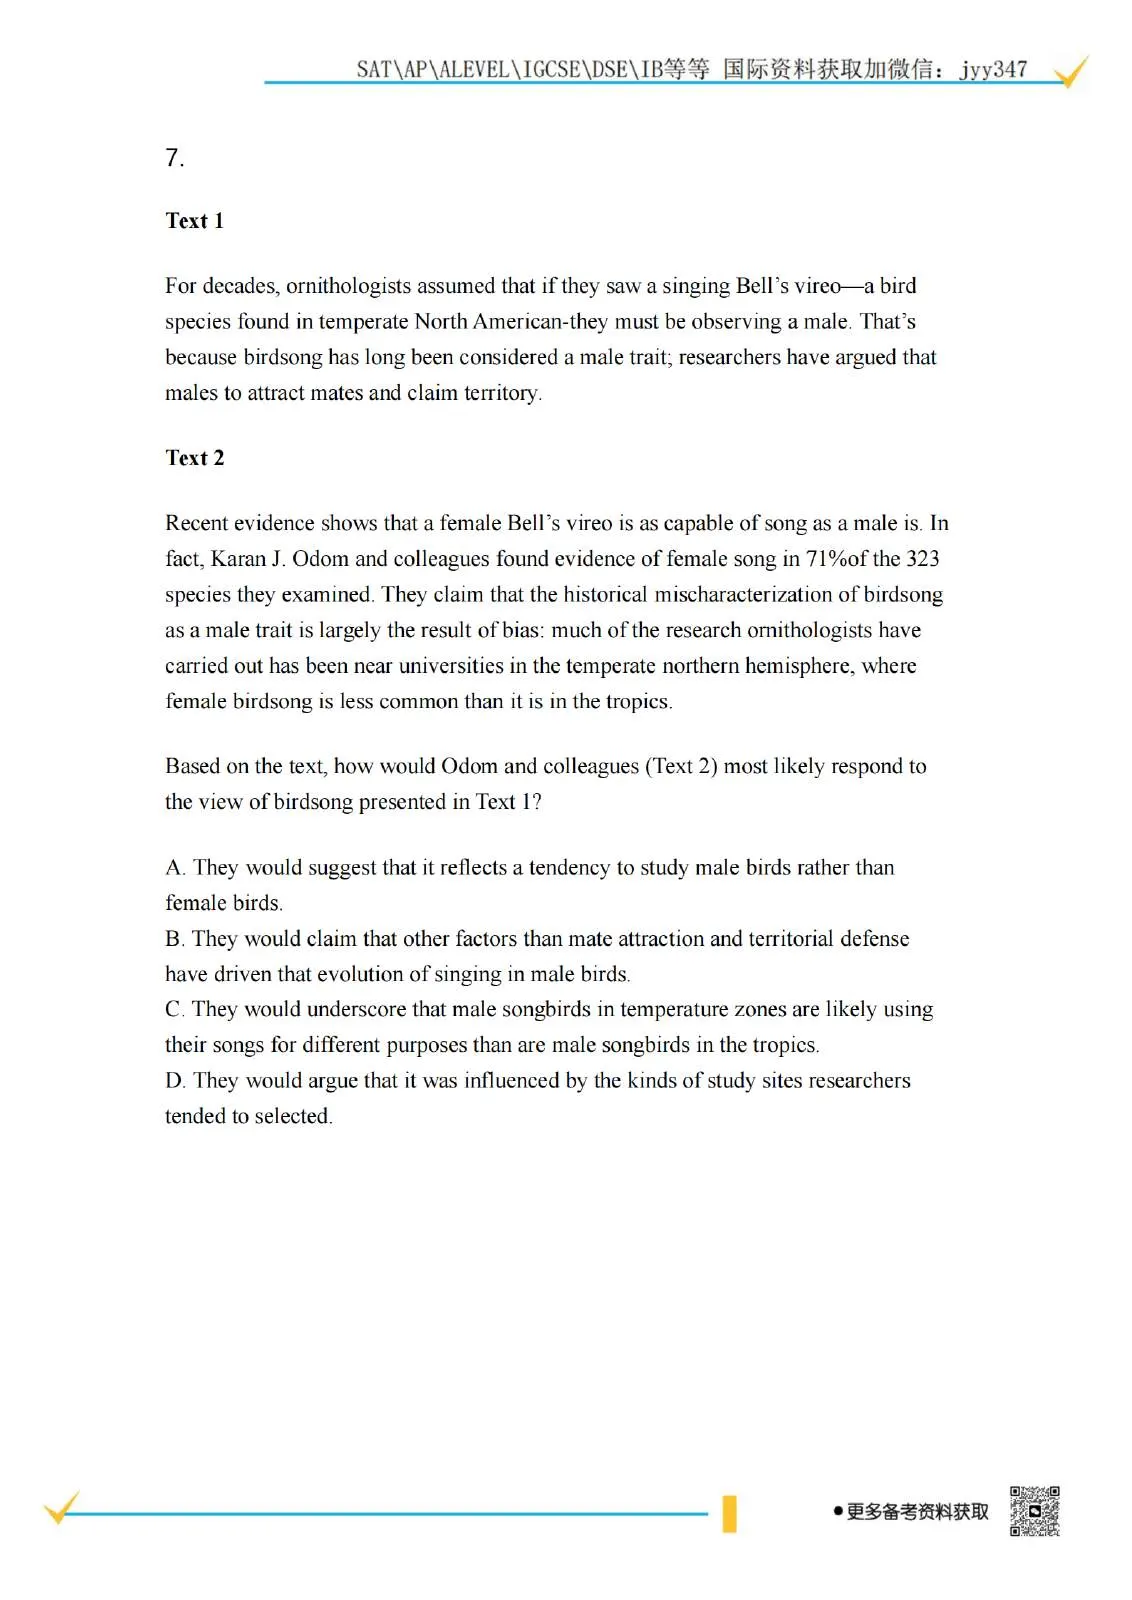 SAT\AP\ALEVEL\IGCSE\DSE\IB等等 国际资料获取加微信：jyy347
7.
Text 1
For decades, ornithologists assumed that if they saw a singing Bell’s vireo—a bird
species found in temperate North American-they must be observing a male. That’s
because birdsong has long been considered a male trait; researchers have argued that
males to attract mates and claim territory.
Text 2
Recent evidence shows that a female Bell’s vireo is as capable of song as a male is. In
fact, Karan J. Odom and colleagues found evidence of female song in 71%of the 323
species they examined. They claim that the historical mischaracterization of birdsong
as a male trait is largely the result of bias: much of the research ornithologists have
carried out has been near universities in the temperate northern hemisphere, where
female birdsong is less common than it is in the tropics.
Based on the text, how would Odom and colleagues (Text 2) most likely respond to
the view of birdsong presented in Text 1?
A. They would suggest that it reflects a tendency to study male birds rather than
female birds.
B. They would claim that other factors than mate attraction and territorial defense
have driven that evolution of singing in male birds.
C. They would underscore that male songbirds in temperature zones are likely using
their songs for different purposes than are male songbirds in the tropics.
D. They would argue that it was influenced by the kinds of study sites researchers
tended to selected.
●更多备考资料获取